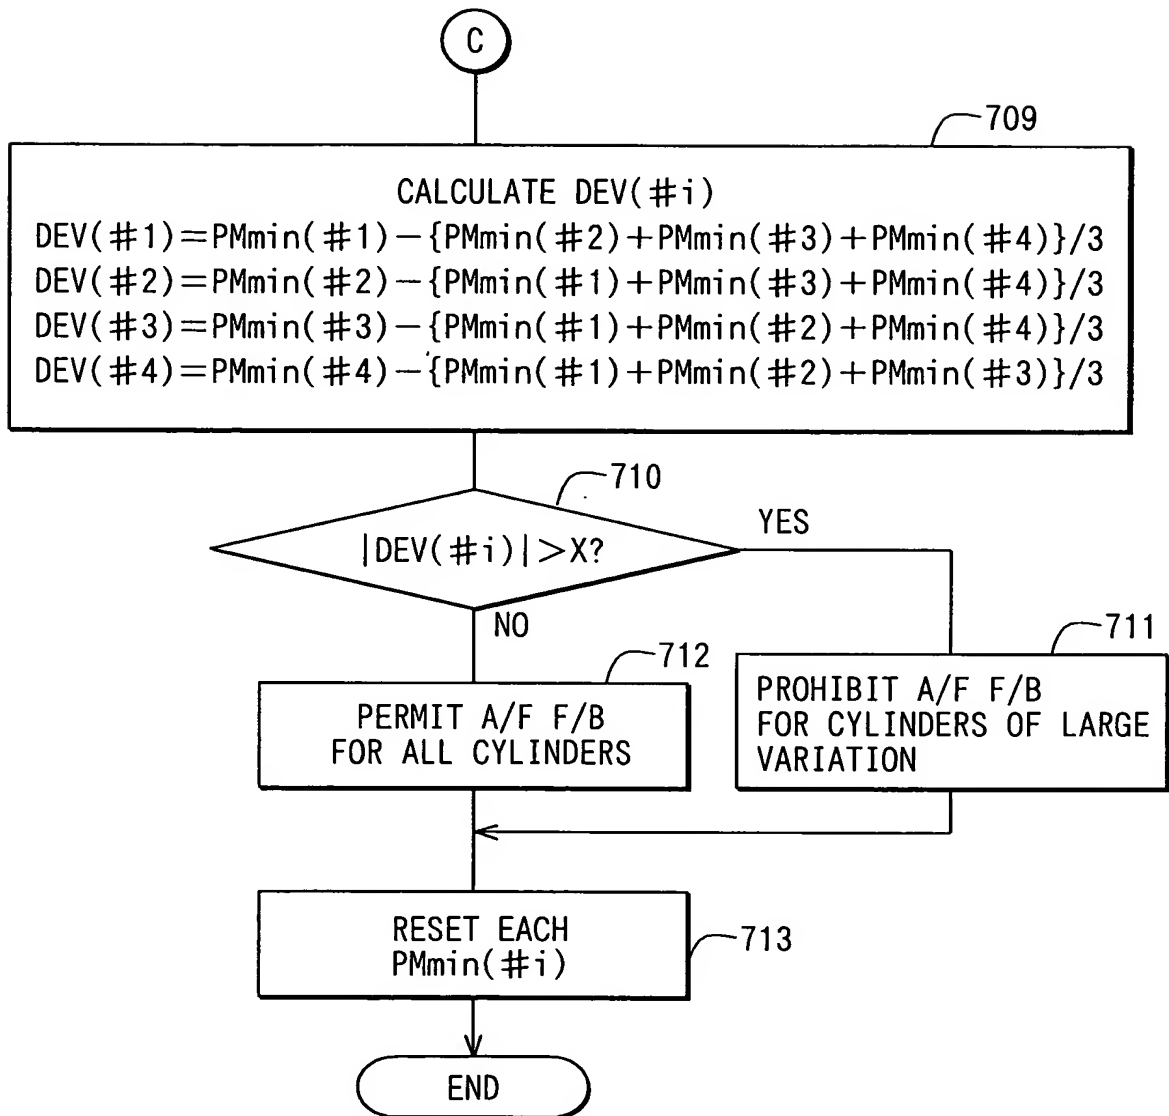 C
709
CALCULATE DEV(#i)
DEV(#1)=PMmin(#1)-{PMmin(#2)+PMmin(#3)+PMmin(#4)}/3
DEV(#2)=PMmin(#2)-{PMmin(#1)+PMmin(#3)+PMmin(#4)}/3
DEV(#3)=PMmin(#3)-{PMmin(#1)+PMmin(#2)+PMmin(#4)}/3
DEV(#4)=PMmin(#4)-{PMmin(#1)+PMmin(#2)+PMmin(#3)}/3
710
|DEV(#i)|>X?
YES
NO
711
PROHIBIT A/F F/B
FOR CYLINDERS OF LARGE
VARIATION
712
PERMIT A/F F/B
FOR ALL CYLINDERS
RESET EACH
PMmin(#i)
713
END